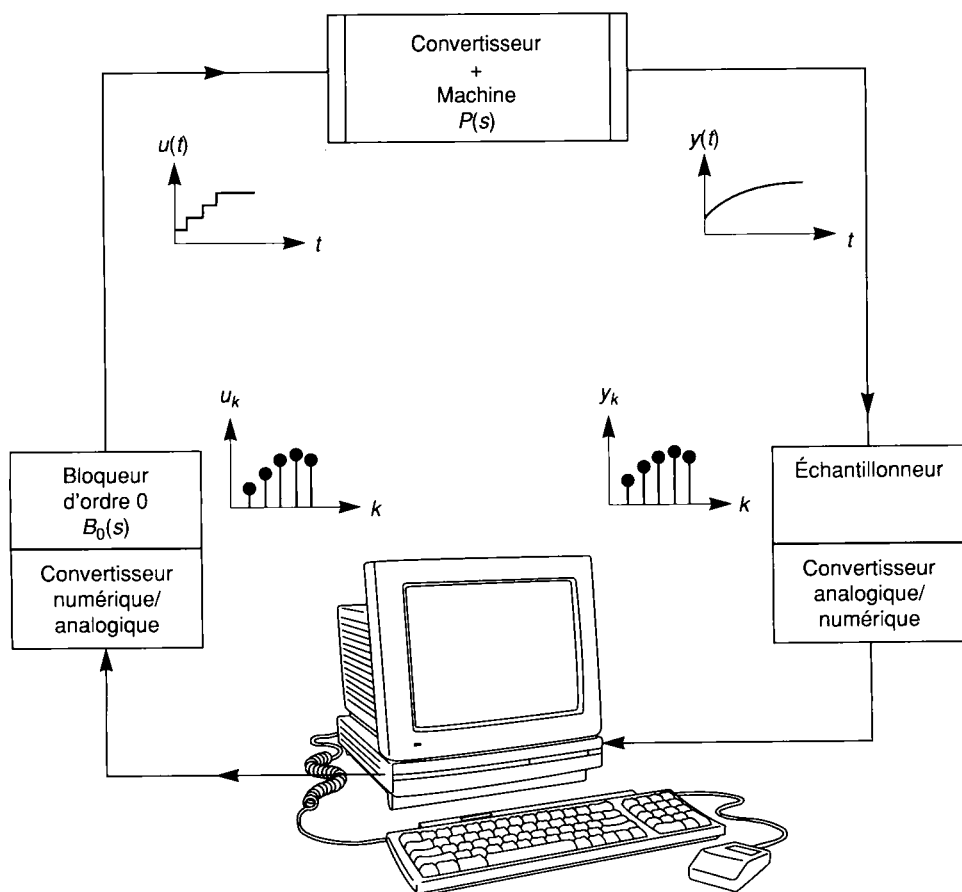 Convertisseur
+
Machine
P(s)
u(t)
t
y(t)
t
u_k
k
y_k
k
Bloqueur
d'ordre 0
B_0(s)
Convertisseur
numérique/
analogique
Échantillonneur
Convertisseur
analogique/
numérique